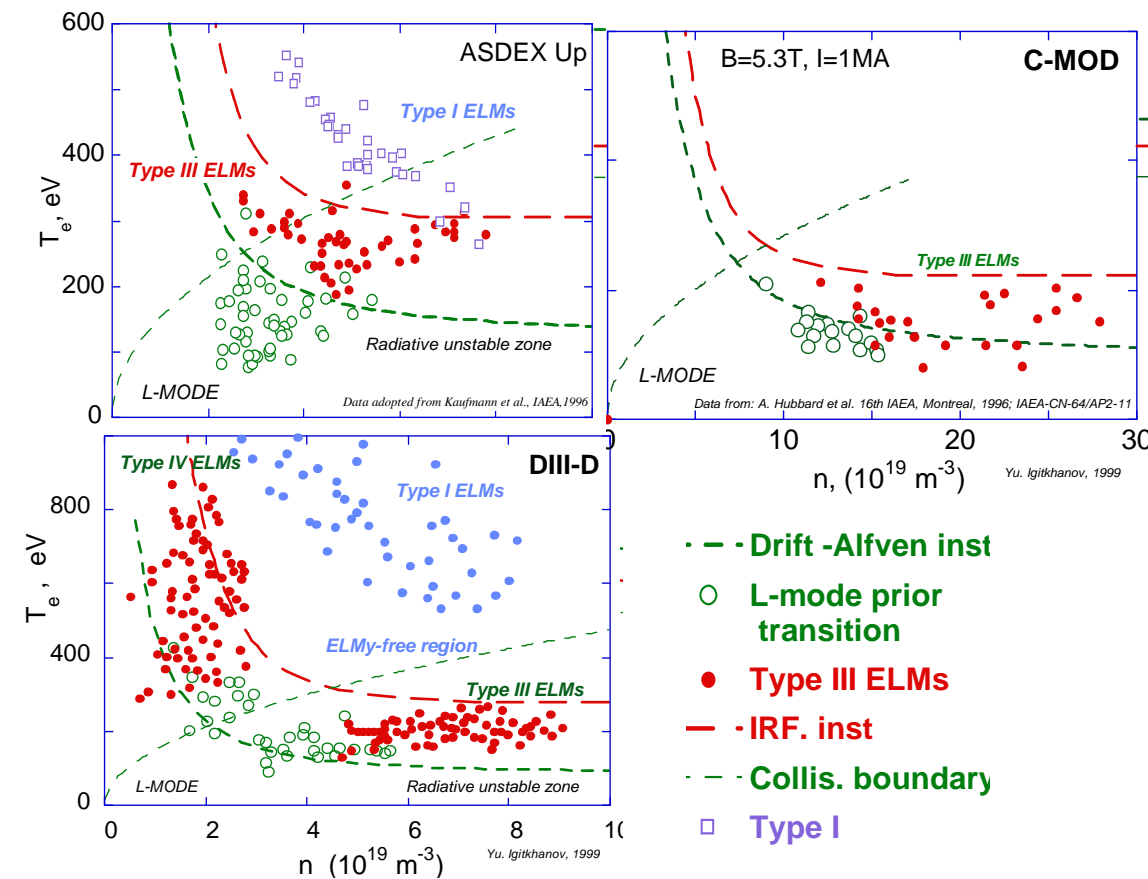 600
400
200
0
T_e, eV
ASDEX Up
Type I ELMs
Type III ELMs
Radiative unstable zone
L-MODE
Data adopted from Kaufmann et al., IAEA,1996
B=5.3T, I=1MA
C-MOD
Type III ELMs
L-MODE
Data from: A. Hubbard et al. 16th IAEA, Montreal, 1996; IAEA-CN-64/AP2-11
10
20
30
n, (10^19 m^-3)
Yu. Igitkhanov, 1999
800
400
0
T_e, eV
Type IV ELMs
DIII-D
Type I ELMs
ELMy-free region
Type III ELMs
L-MODE
Radiative unstable zone
0
2
4
6
8
n (10^19 m^-3)
Yu. Igitkhanov, 1999
Drift -Alfven inst
L-mode prior
transition
Type III ELMs
IRF. inst
Collis. boundary
Type I